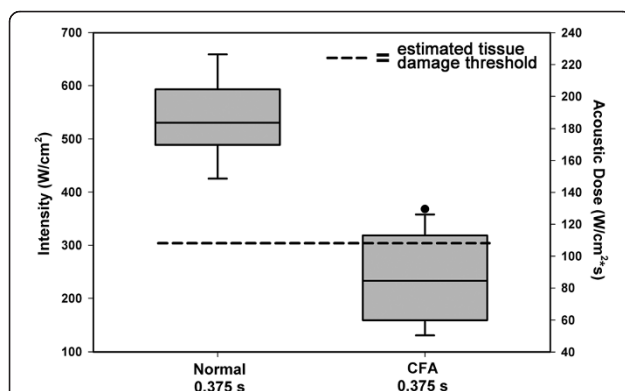 700
600
500
400
300
200
100
Intensity (W/cm²)
= estimated tissue
damage threshold
240
220
200
180
160
140
120
100
80
60
40
Acoustic Dose (W/cm²*s)
Normal
0.375 s
CFA
0.375 s